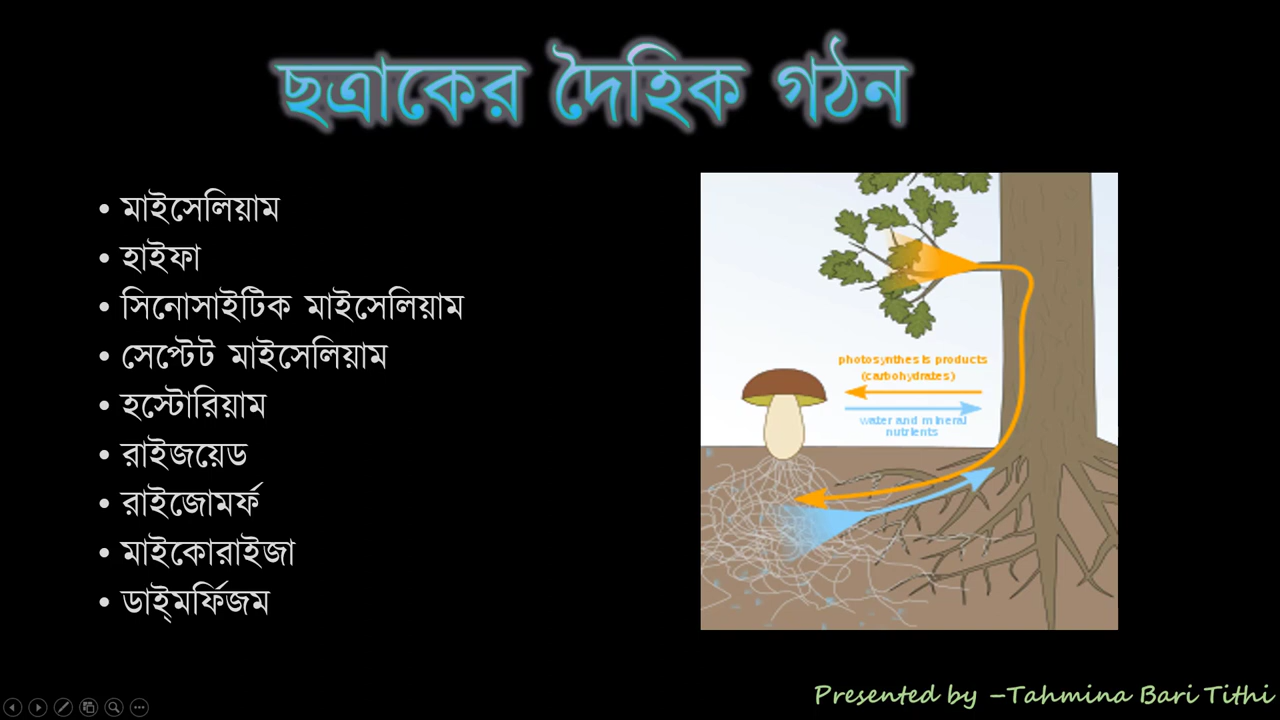 ছত্রাকের দৈহিক গঠন
• মাইসেলিয়াম
• হাইফা
• সিনোসাইটিক মাইসেলিয়াম
• সেপ্টেট মাইসেলিয়াম
• হস্টোরিয়াম
• রাইজয়েড
• রাইজোমর্ফ
• মাইকোরাইজা
• ডাই্মর্ফিজম
photosynthesis products
(carbohydrates)
water and mineral
nutrients
Presented by –Tahmina Bari Tithi